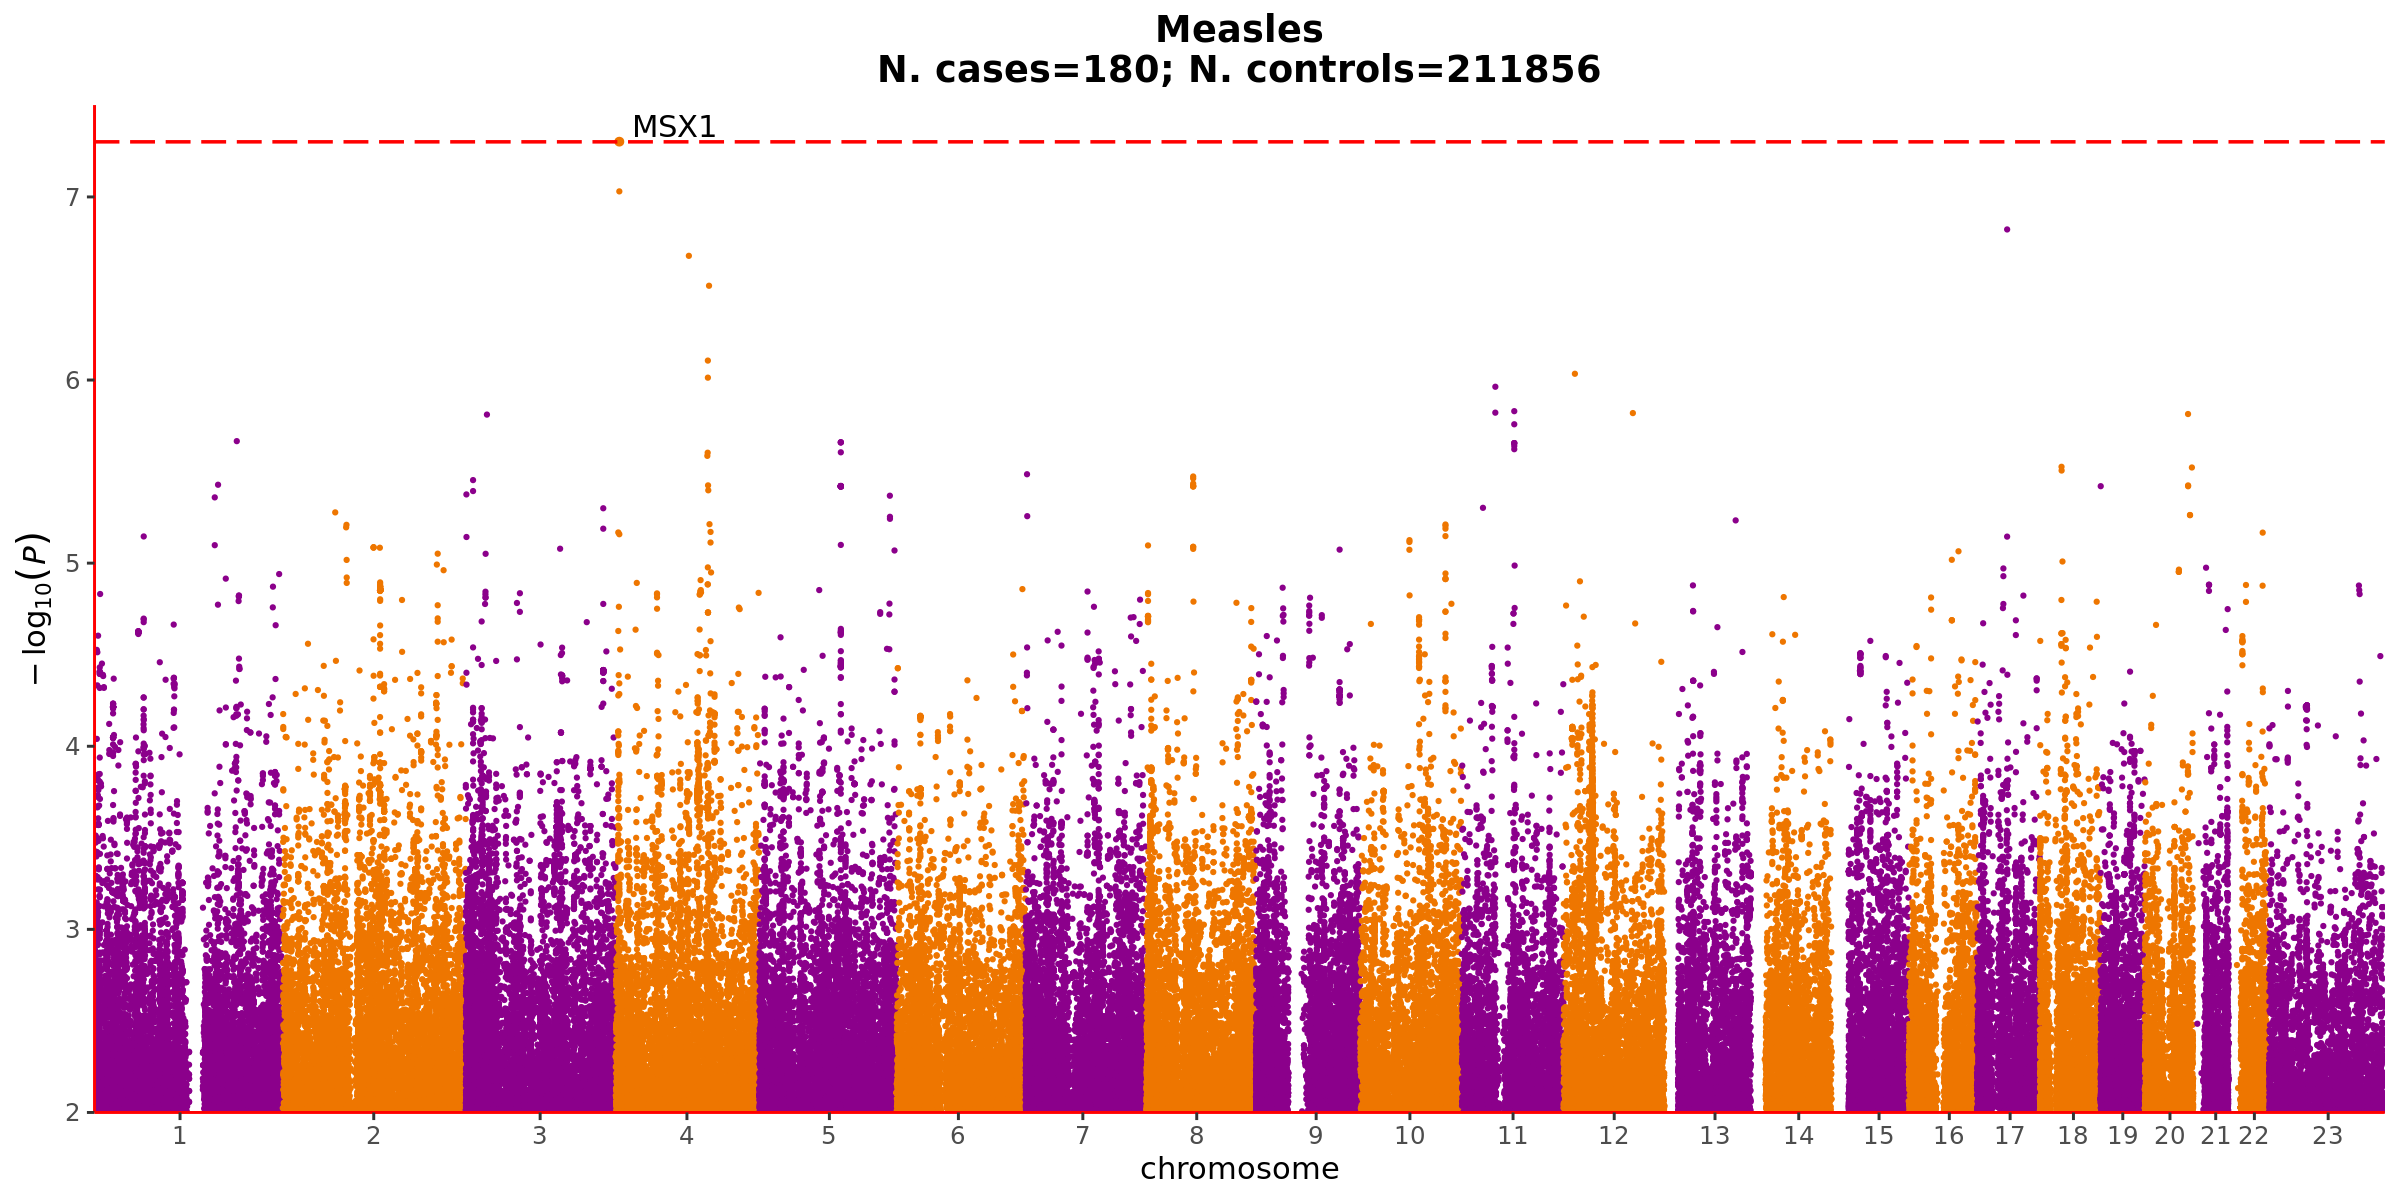 Measles
N. cases=180; N. controls=211856
MSX1
7
6
5
4
3
2
−log10(P)
1 2 3 4 5 6 7 8 9 10 11 12 13 14 15 16 17 18 19 20 21 22 23
chromosome